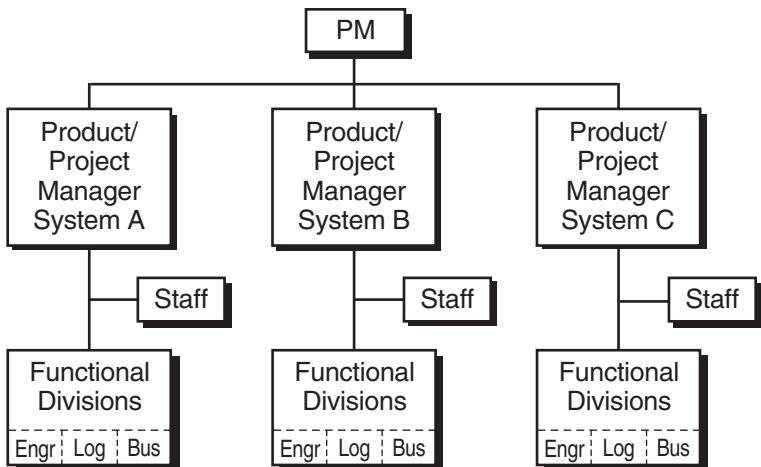 PM
Product/
Project
Manager
System A
Product/
Project
Manager
System B
Product/
Project
Manager
System C
Staff
Staff
Staff
Functional
Divisions
Engr Log Bus
Functional
Divisions
Engr Log Bus
Functional
Divisions
Engr Log Bus